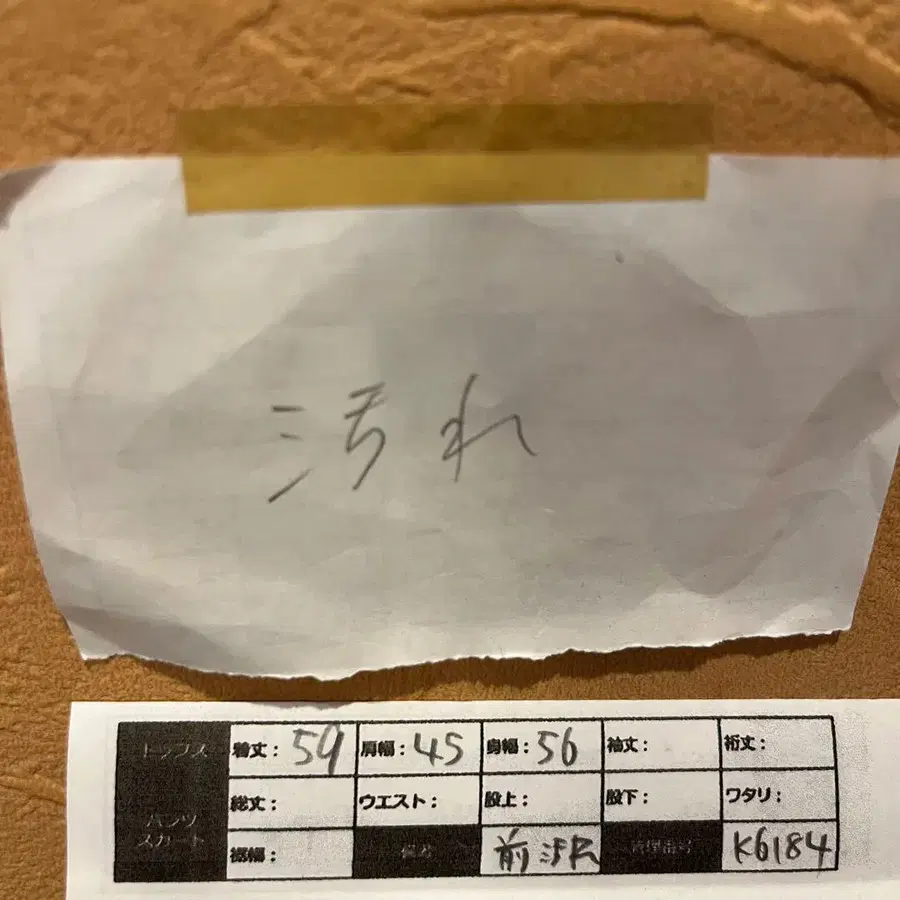 汚れ
トップス 着丈：59 肩幅：45 身幅：56 袖丈： 裄丈：
パンツ 総丈： ウエスト： 股上： 股下： ワタリ：
スカート 裾幅： 備考 前汚れ 管理番号 K6184